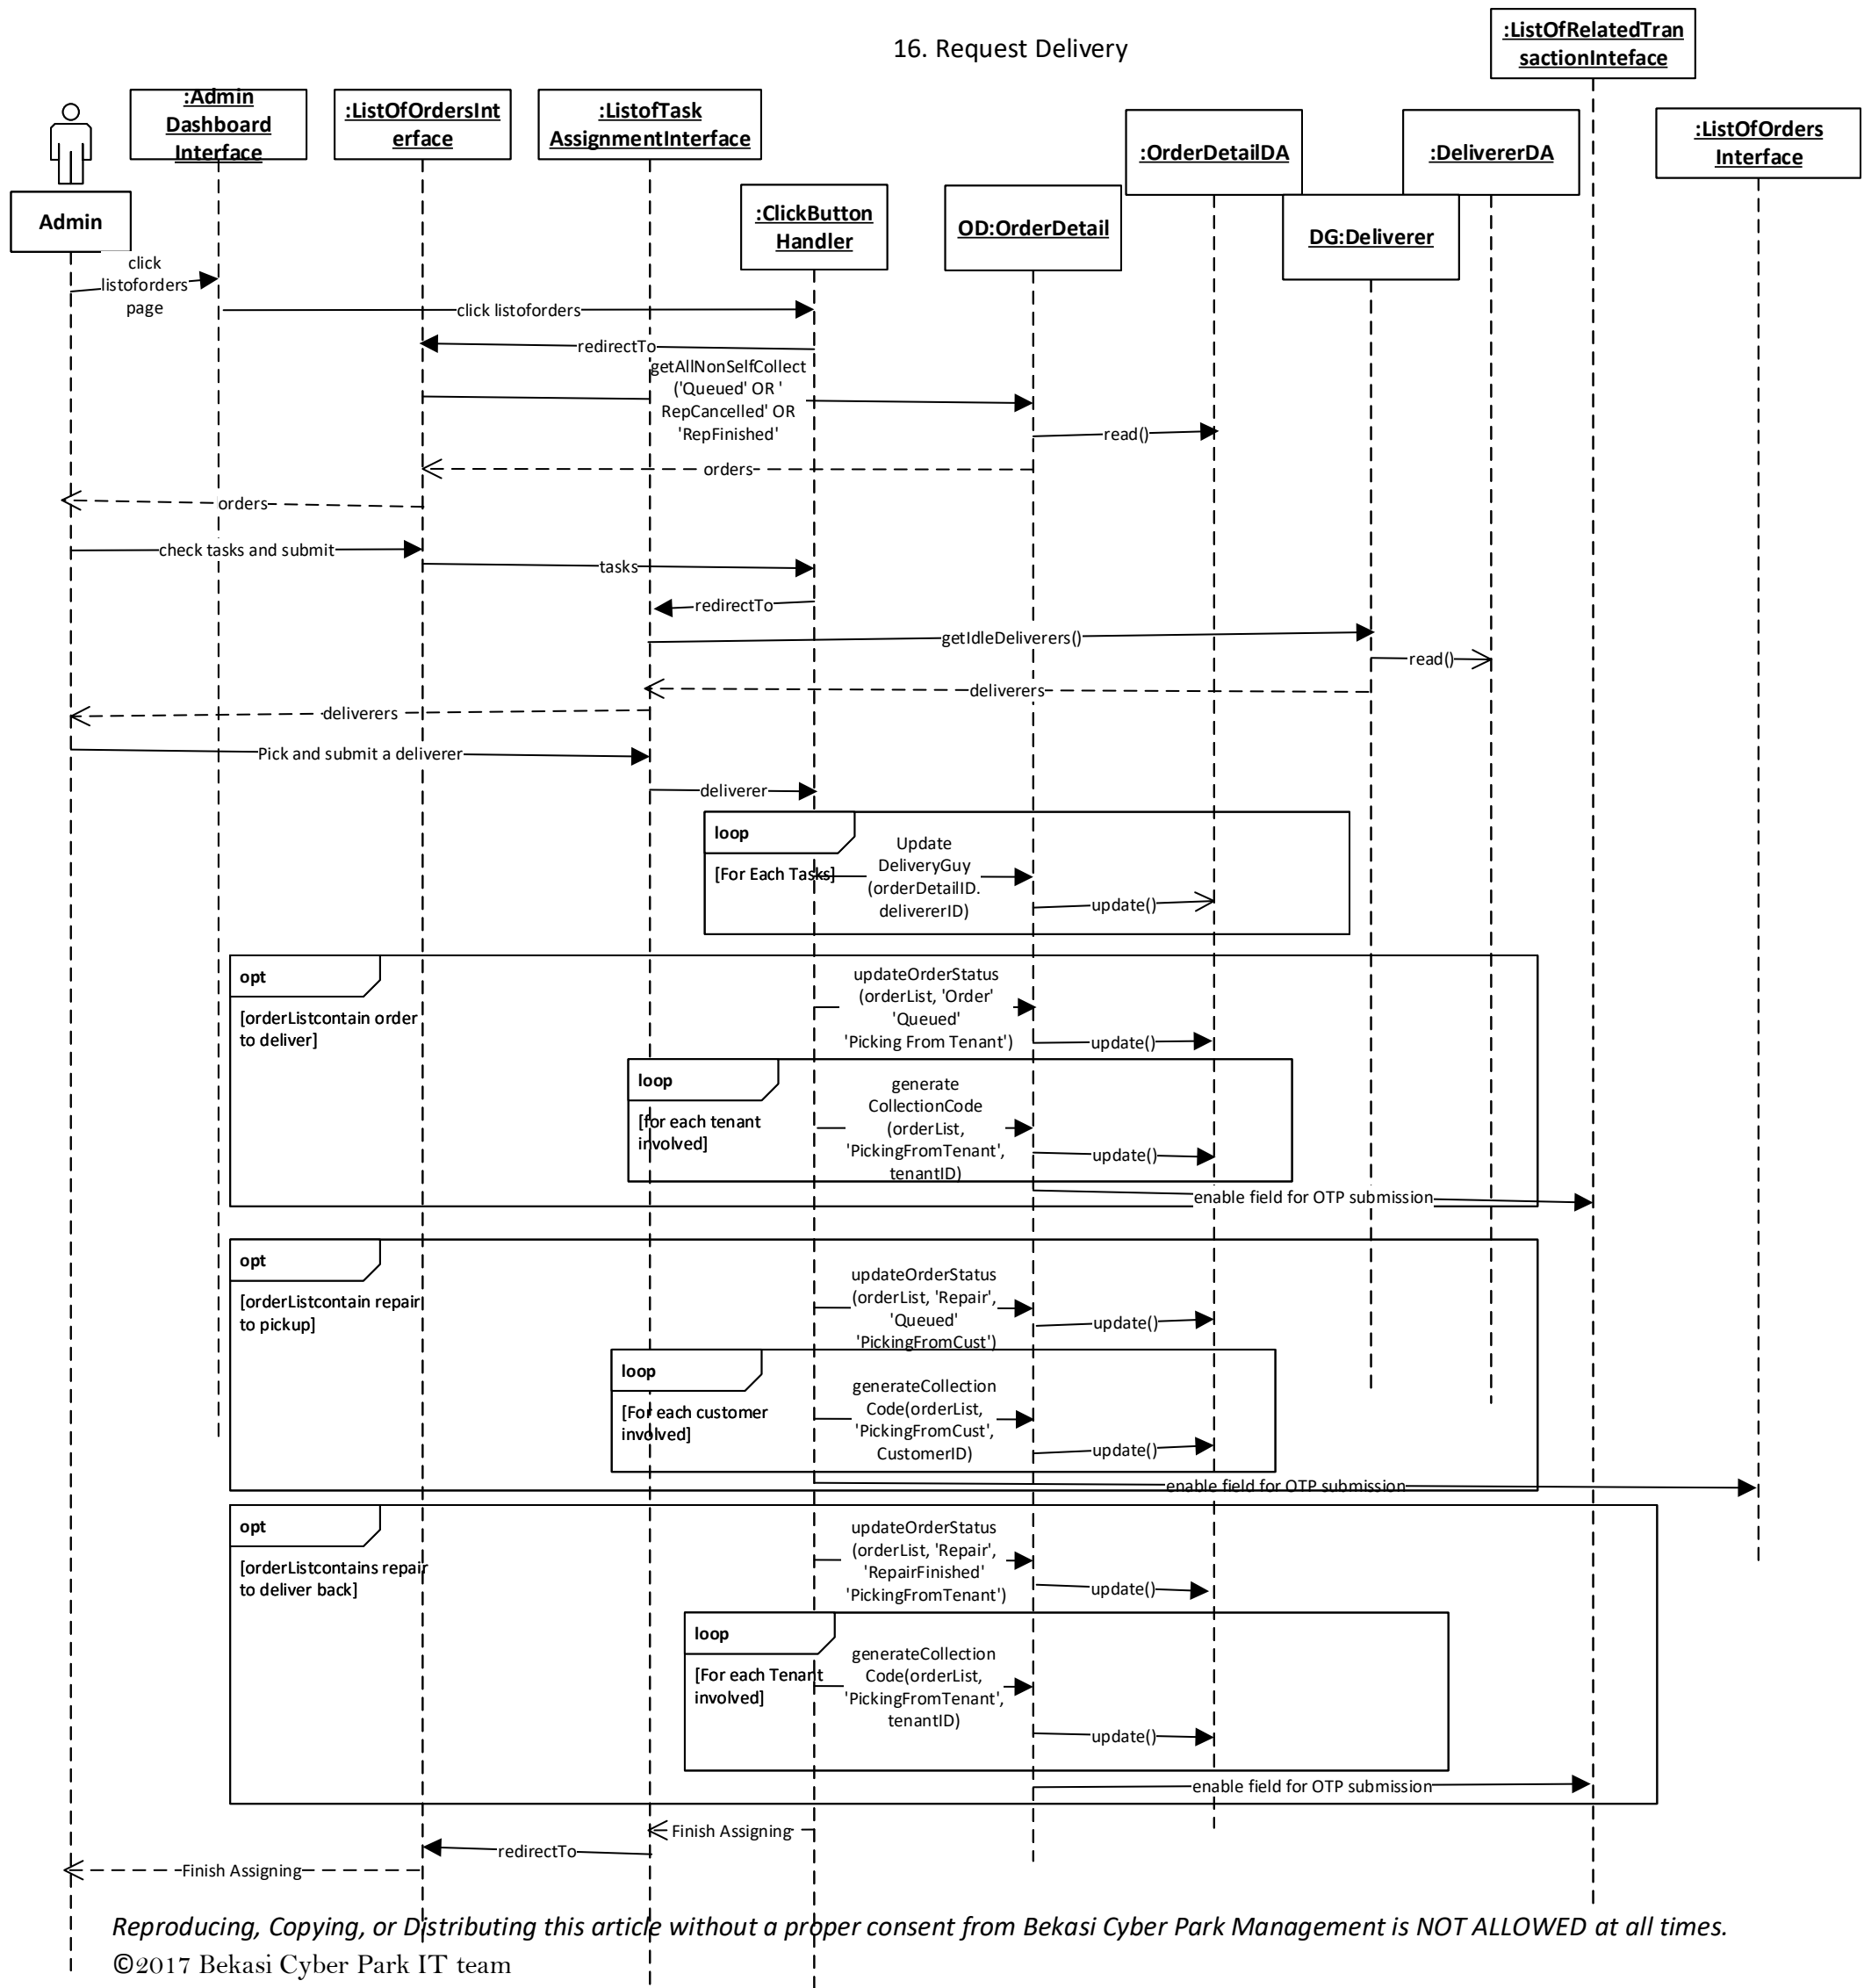 16. Request Delivery
:ListOfRelatedTran
sactionInteface
:Admin
Dashboard
Interface
:ListOfOrdersInt
erface
:ListofTask
AssignmentInterface
:OrderDetailDA
:DelivererDA
:ListOfOrders
Interface
Admin
:ClickButton
Handler
OD:OrderDetail
DG:Deliverer
click
listoforders
page
click listoforders
redirectTo
getAllNonSelfCollect
('Queued' OR '
RepCancelled' OR
'RepFinished'
read()
orders
orders
check tasks and submit
tasks
redirectTo
getIdleDeliverers()
read()
deliverers
deliverers
Pick and submit a deliverer
deliverer
loop
[For Each Tasks]
Update
DeliveryGuy
(orderDetailID.
delivererID)
update()
opt
[orderListcontain order
to deliver]
updateOrderStatus
(orderList, 'Order'
'Queued'
'Picking From Tenant')
update()
loop
[for each tenant
involved]
generate
CollectionCode
(orderList,
'PickingFromTenant',
tenantID)
update()
enable field for OTP submission
opt
[orderListcontain repair
to pickup]
updateOrderStatus
(orderList, 'Repair',
'Queued'
'PickingFromCust')
update()
loop
[For each customer
involved]
generateCollection
Code(orderList,
'PickingFromCust',
CustomerID)
update()
enable field for OTP submission
opt
[orderListcontains repair
to deliver back]
updateOrderStatus
(orderList, 'Repair',
'RepairFinished'
'PickingFromTenant')
update()
loop
[For each Tenant
involved]
generateCollection
Code(orderList,
'PickingFromTenant',
tenantID)
update()
enable field for OTP submission
Finish Assigning
redirectTo
Finish Assigning
Reproducing, Copying, or Distributing this article without a proper consent from Bekasi Cyber Park Management is NOT ALLOWED at all times.
©2017 Bekasi Cyber Park IT team